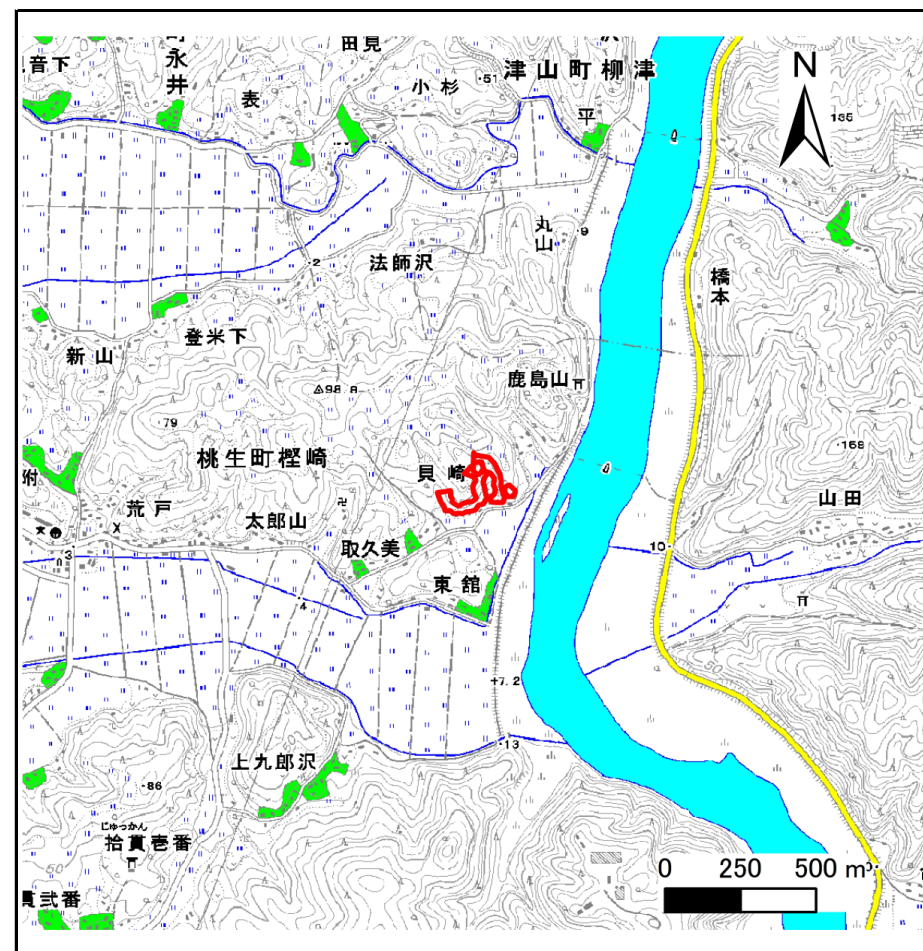 田見
永井
音下
表
小杉
51
津山町柳津
平
N
丸山
9
2
法師沢
橋本
登米下
新山
鹿島山
98.8
79
桃生町樫崎
貝崎
168
附
荒戸
太郎山
山田
取久美
3
10
東舘
4
7.2
13
上九郎沢
86
じゅっかん
拾貫壱番
0 250 500 m
貫弐番
50
50